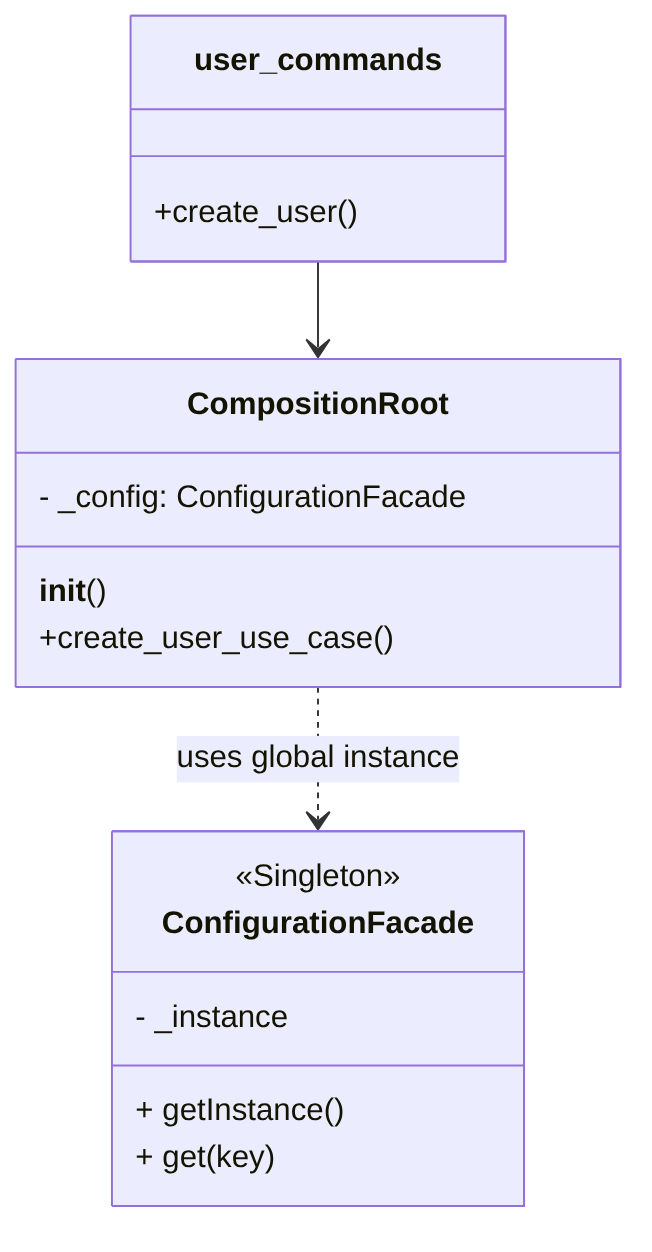 user_commands
+create_user()
CompositionRoot
- _config: ConfigurationFacade
init()
+create_user_use_case()
uses global instance
«Singleton»
ConfigurationFacade
- _instance
+ getInstance()
+ get(key)